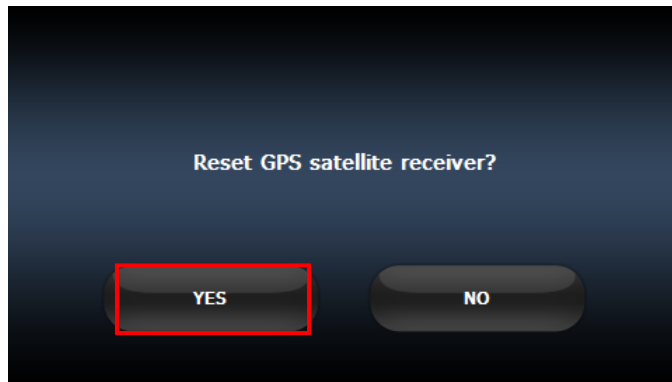 Reset GPS satellite receiver?
YES
NO